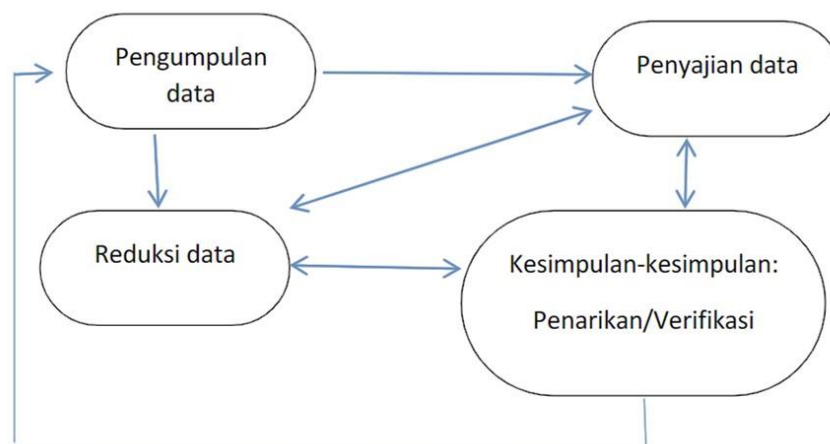 Pengumpulan
data
Penyajian data
Reduksi data
Kesimpulan-kesimpulan:
Penarikan/Verifikasi